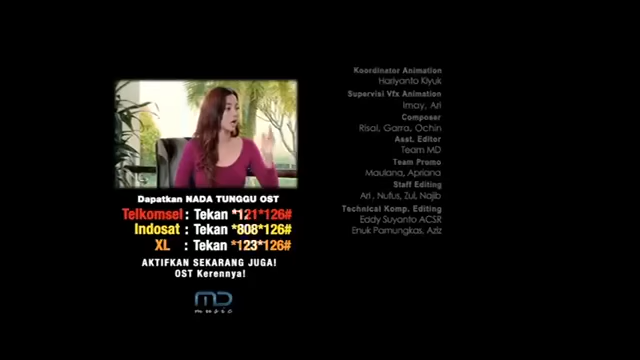 Dapatkan NADA TUNGGU OST
Telkomsel : Tekan *121*126#
Indosat : Tekan *808*126#
XL : Tekan *123*126#
AKTIFKAN SEKARANG JUGA!
OST Kerennya!
MD
music
Koordinator Animation
Hariyanto Kiyuk
Supervisi Vfx Animation
Imay, Ari
Composer
Risal, Garra, Ochin
Asst. Editor
Team MD
Team Promo
Maulana, Apriana
Staff Editing
Ari , Nufus, Zul, Najib
Technical Komp. Editing
Eddy Suyanto ACSR
Enuk Pamungkas, Aziz